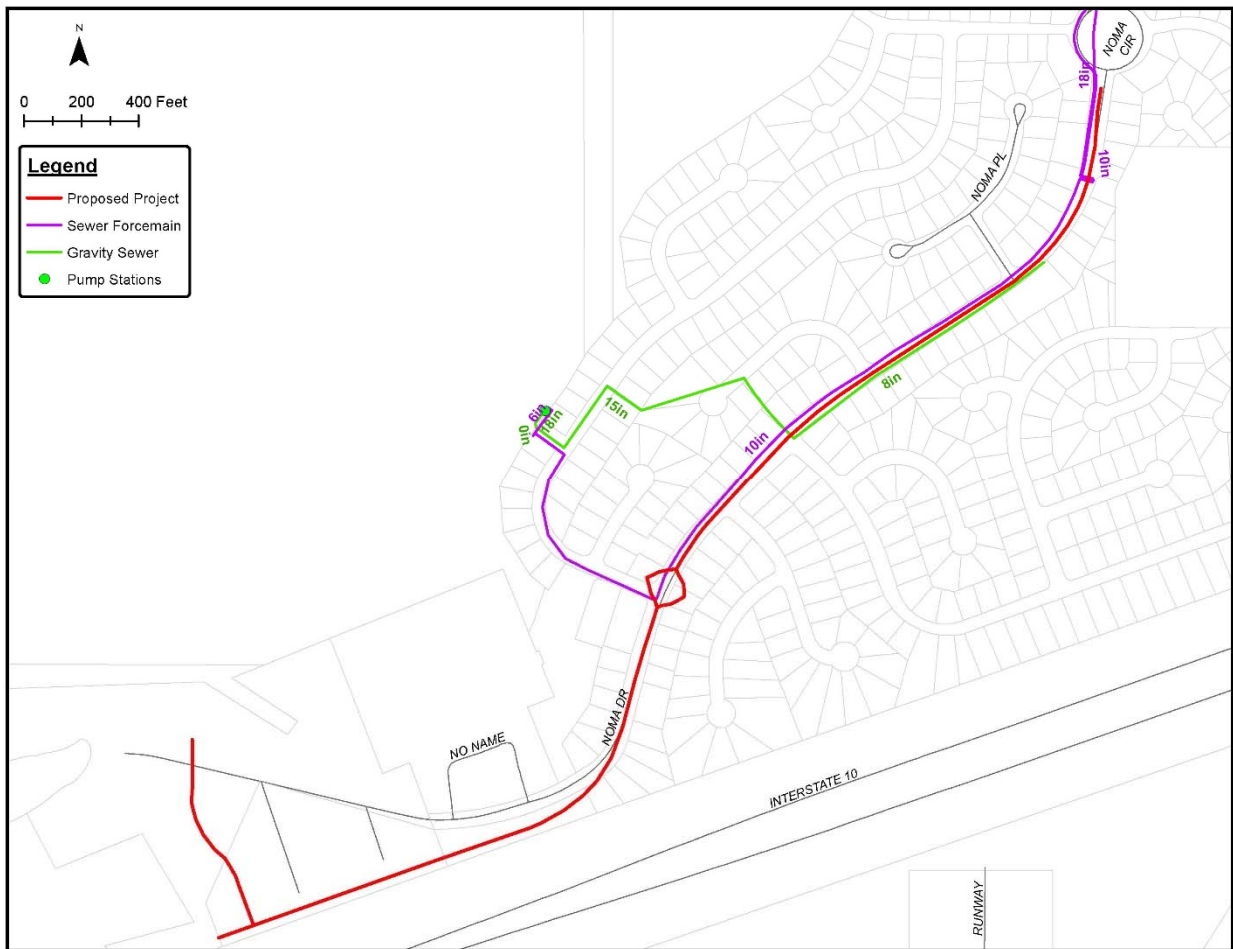 N
0 200 400 Feet
Legend
Proposed Project
Sewer Forcemain
Gravity Sewer
Pump Stations
NOMA
CIR
18in
10in
NOMA PL
8in
15in
6in
18in
0in
10in
NOMA DR
NO NAME
INTERSTATE 10
RUNWAY